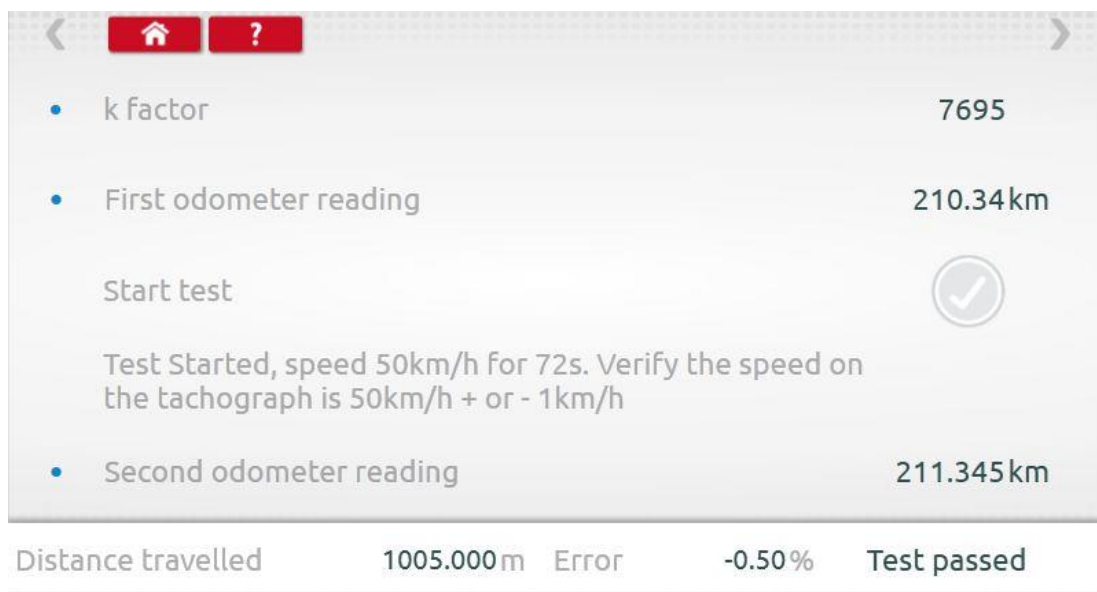 ?
k factor 7695
First odometer reading 210.34km
Start test
Test Started, speed 50km/h for 72s. Verify the speed on
the tachograph is 50km/h + or - 1km/h
Second odometer reading 211.345km
Distance travelled 1005.000m Error -0.50% Test passed